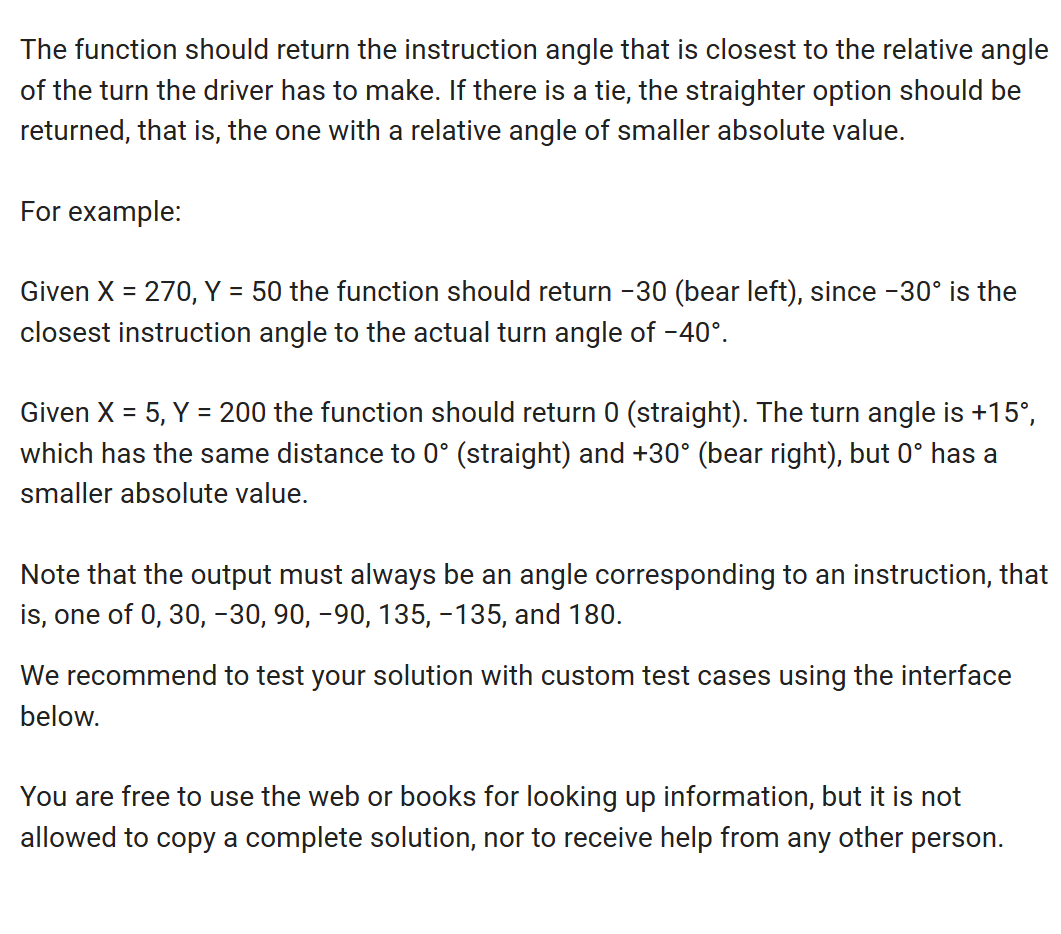 The function should return the instruction angle that is closest to the relative angle
of the turn the driver has to make. If there is a tie, the straighter option should be
returned, that is, the one with a relative angle of smaller absolute value.
For example:
Given X = 270, Y = 50 the function should return −30 (bear left), since −30° is the
closest instruction angle to the actual turn angle of −40°.
Given X = 5, Y = 200 the function should return 0 (straight). The turn angle is +15°,
which has the same distance to 0° (straight) and +30° (bear right), but 0° has a
smaller absolute value.
Note that the output must always be an angle corresponding to an instruction, that
is, one of 0, 30, −30, 90, −90, 135, −135, and 180.
We recommend to test your solution with custom test cases using the interface
below.
You are free to use the web or books for looking up information, but it is not
allowed to copy a complete solution, nor to receive help from any other person.